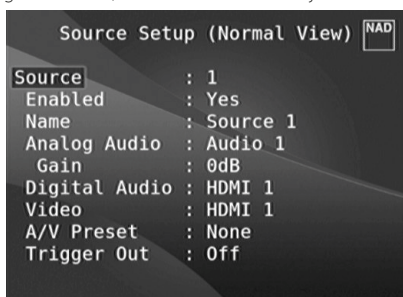 Source Setup (Normal View) NAD
Source : 1
Enabled : Yes
Name : Source 1
Analog Audio : Audio 1
Gain : 0dB
Digital Audio : HDMI 1
Video : HDMI 1
A/V Preset : None
Trigger Out : Off